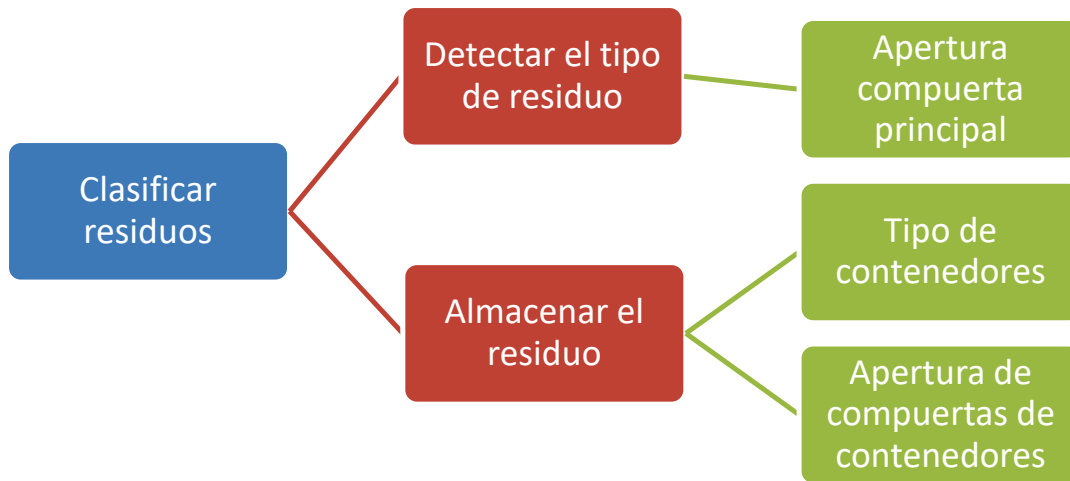 Clasificar
residuos
Detectar el tipo
de residuo
Apertura
compuerta
principal
Almacenar el
residuo
Tipo de
contenedores
Apertura de
compuertas de
contenedores